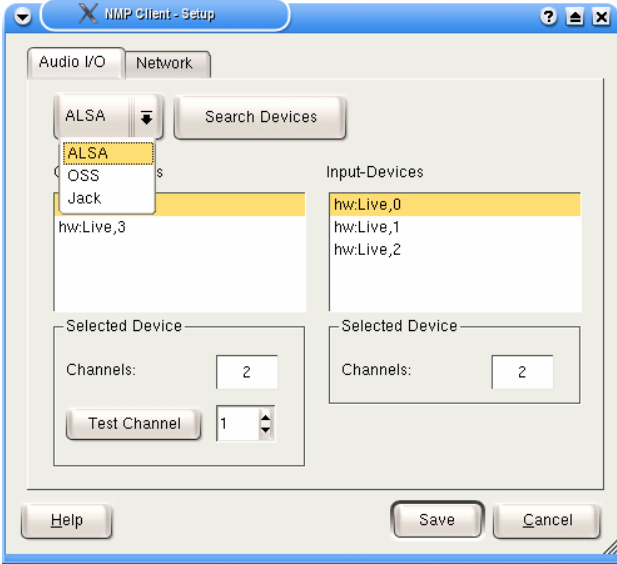 NMP Client - Setup
Audio I/O Network
ALSA Search Devices
ALSA
OSS
Jack
Input-Devices
hw:Live,3
hw:Live,0
hw:Live,1
hw:Live,2
Selected Device
Channels: 2
Test Channel 1
Selected Device
Channels: 2
Help Save Cancel